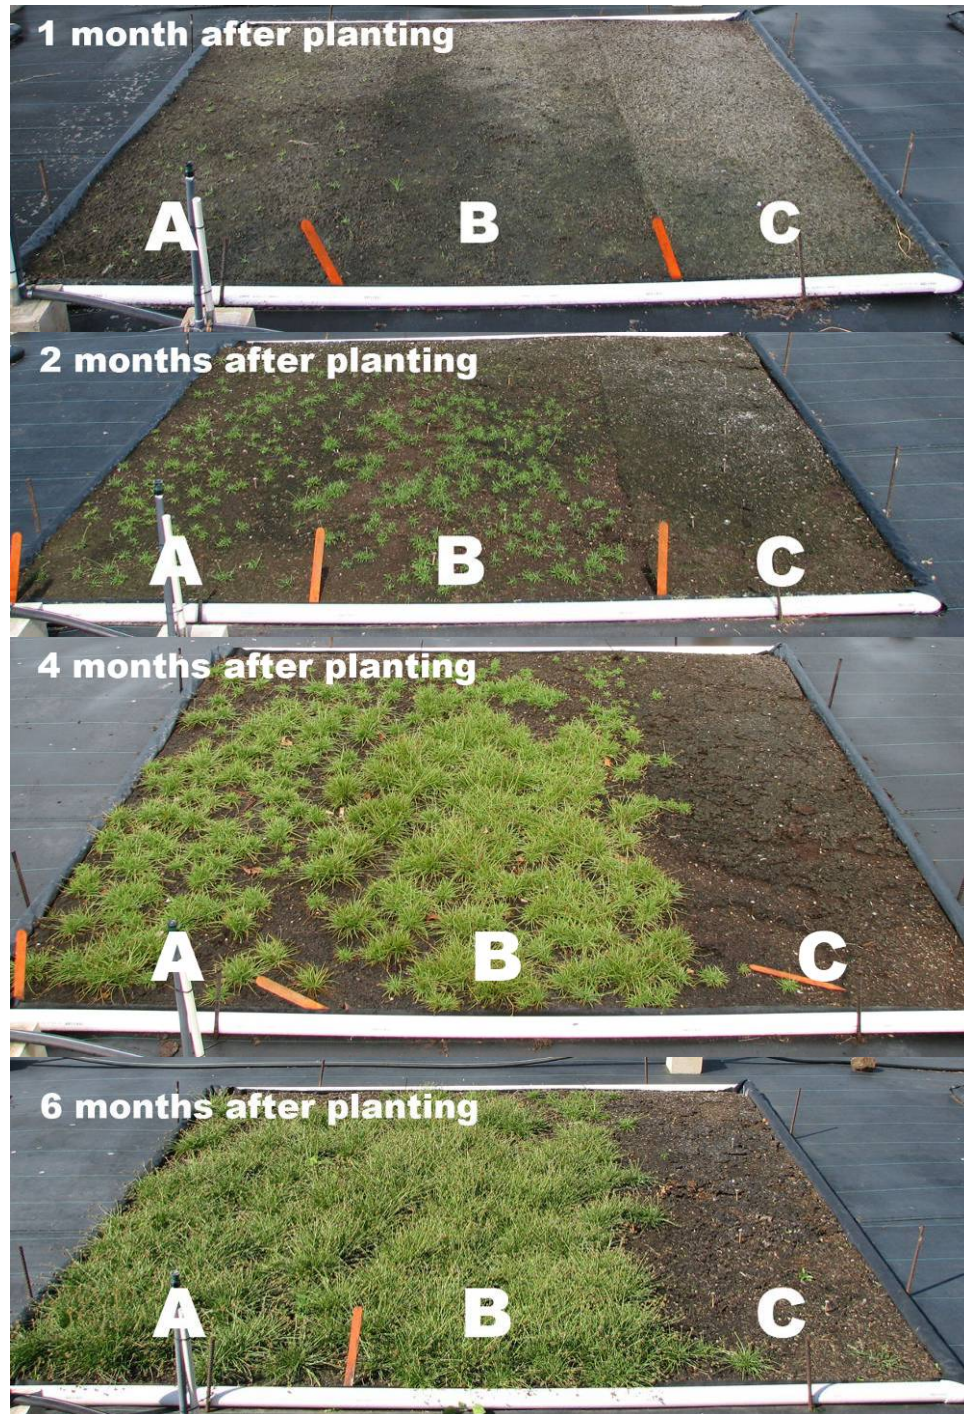 1 month after planting
A B C
2 months after planting
A B C
4 months after planting
A B C
6 months after planting
A B C